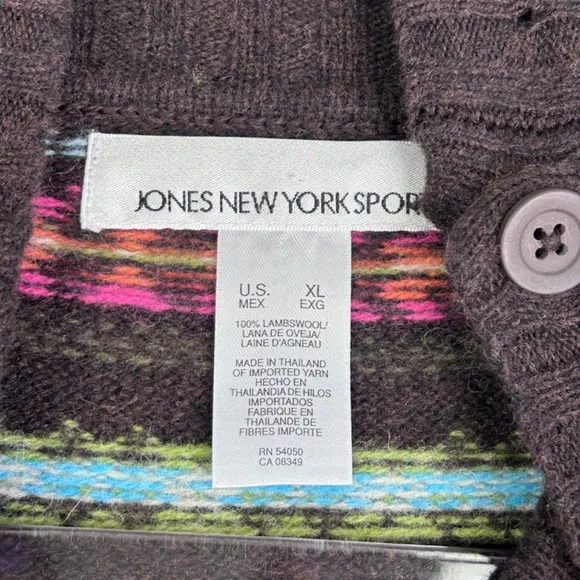 JONES NEW YORK SPOR
U.S. XL
MEX EXG
100% LAMBSWOOL/
LANA DE OVEJA/
LAINE D'AGNEAU
MADE IN THAILAND
OF IMPORTED YARN
HECHO EN
THAILANDIA DE HILOS
IMPORTADOS
FABRIQUE EN
THAILANDE DE
FIBRES IMPORTE
RN 54050
CA 08349